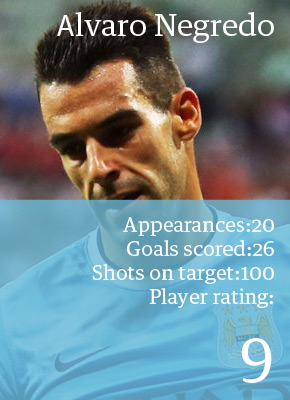 Alvaro Negredo
Appearances:20
Goals scored:26
Shots on target:100
Player rating:
9